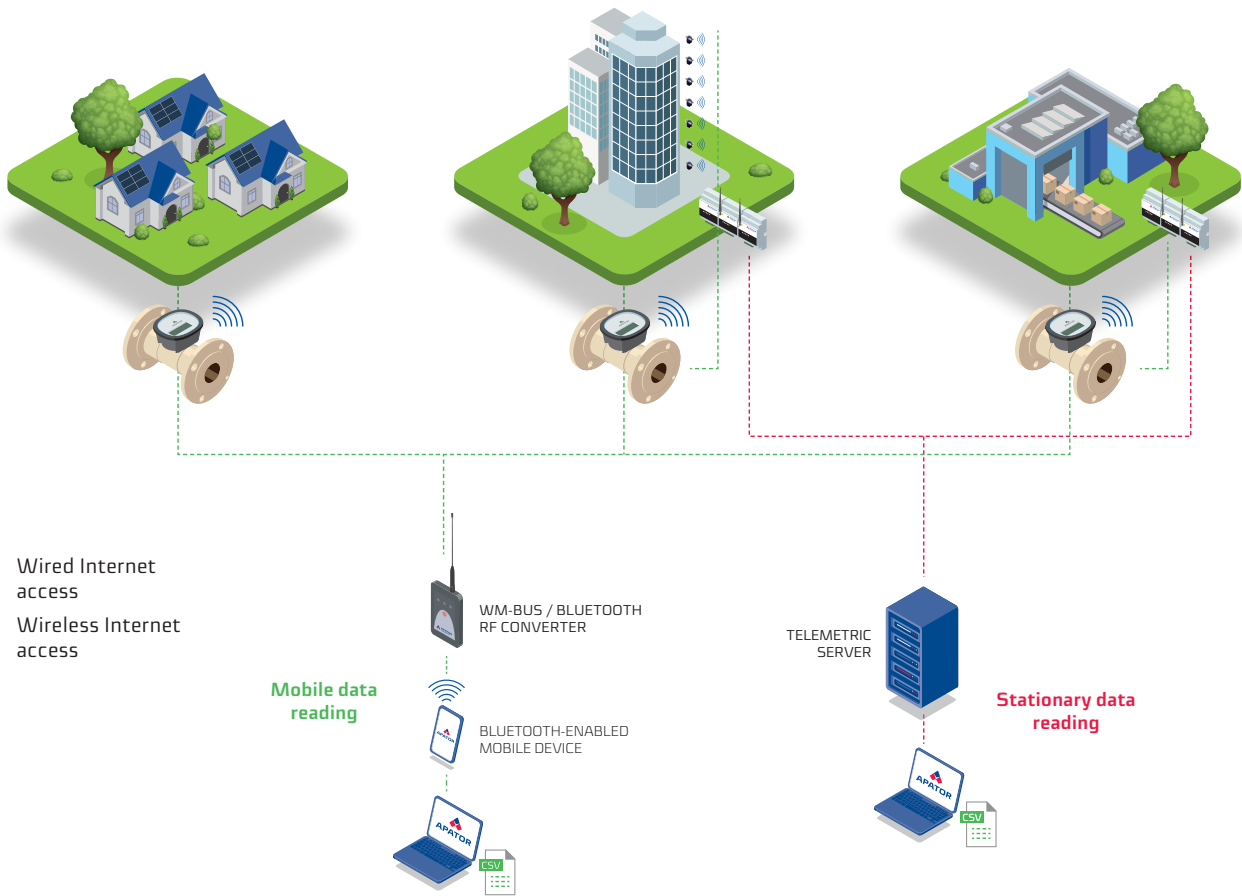 Wired Internet
access
Wireless Internet
access
WM-BUS / BLUETOOTH
RF CONVERTER
TELEMETRIC
SERVER
Mobile data
reading
Stationary data
reading
APATOR
BLUETOOTH-ENABLED
MOBILE DEVICE
APATOR
CSV
APATOR
CSV